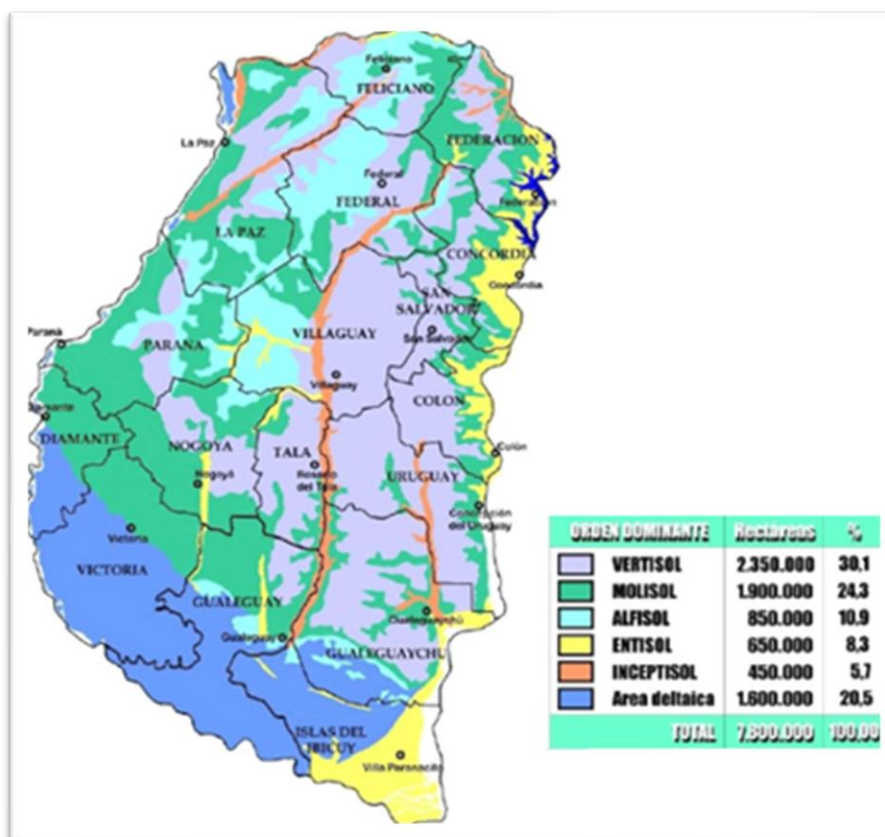 Feliciano
FELICIANO
La Paz
FEDERACION
Federal
FEDERAL
Federación
LA PAZ
CONCORDIA
Concordia
SAN
SALVADOR
San Salvador
PARANA
VILLAGUAY
Paraná
Villaguay
COLON
Diamante
DIAMANTE
NOGOYA
TALA
Colón
Nogoyá
Rosario
del Tala
URUGUAY
Concepción
del Uruguay
Victoria
VICTORIA
GUALEGUAY
Gualeguaychú
Gualeguay
GUALEGUAYCHU
ISLAS DEL
IBICUY
Villa Paranacito
ORDEN DOMINANTE Hectáreas %
VERTISOL 2.350.000 30,1
MOLISOL 1.900.000 24,3
ALFISOL 850.000 10,9
ENTISOL 650.000 8,3
INCEPTISOL 450.000 5,7
Area deltaica 1.600.000 20,5
TOTAL 7.800.000 100,00